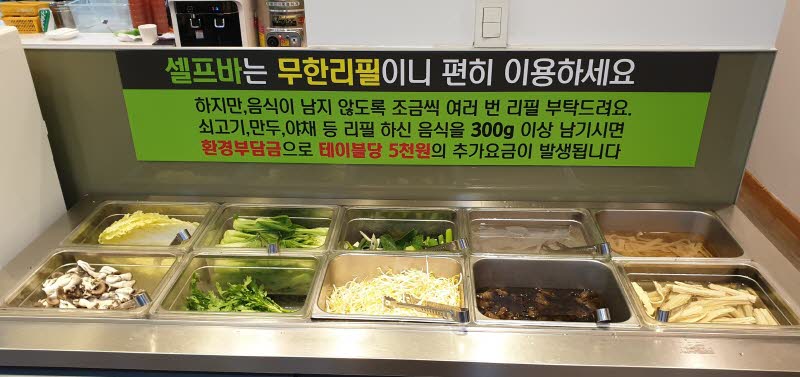 셀프바는 무한리필이니 편히 이용하세요
하지만,음식이 남지 않도록 조금씩 여러 번 리필 부탁드려요.
쇠고기,만두,야채 등 리필 하신 음식을 300g 이상 남기시면
환경부담금으로 테이블당 5천원의 추가요금이 발생됩니다